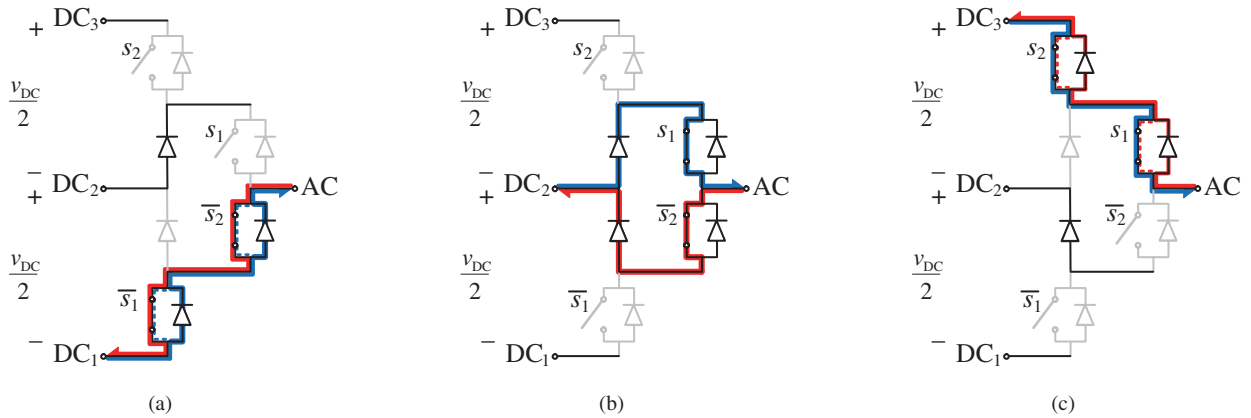 + DC₃
s₂
v_DC/2
s₁
−
+ DC₂
AC
s̅₂
v_DC/2
s̅₁
− DC₁
(a)
+ DC₃
s₂
v_DC/2
s₁
−
+ DC₂
AC
s̅₂
v_DC/2
s̅₁
− DC₁
(b)
+ DC₃
s₂
v_DC/2
s₁
−
+ DC₂
AC
s̅₂
v_DC/2
s̅₁
− DC₁
(c)